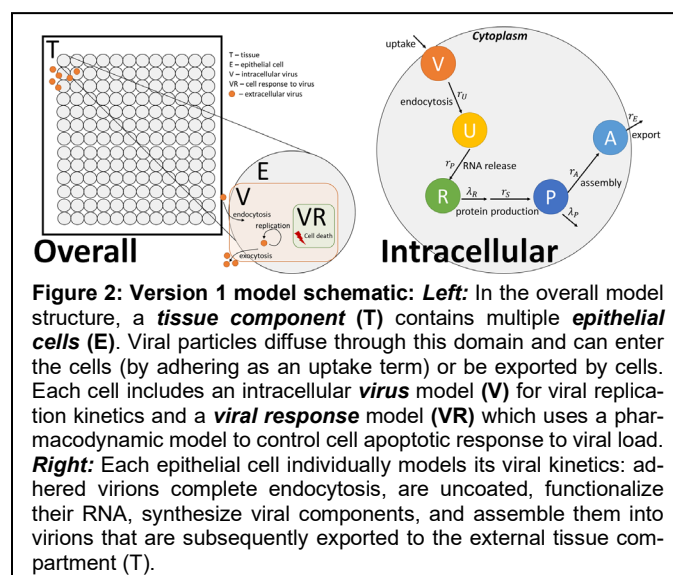 T
T – tissue
E – epithelial cell
V – intracellular virus
VR – cell response to virus
– extracellular virus
E
V
endocytosis
replication
VR
Cell death
exocytosis
Overall
uptake
Cytoplasm
V
r_U
endocytosis
U
r_P
RNA release
R
λ_R
r_S
protein production
P
λ_P
r_A
assembly
A
r_E
export
Intracellular
Figure 2: Version 1 model schematic: Left: In the overall model
structure, a tissue component (T) contains multiple epithelial
cells (E). Viral particles diffuse through this domain and can enter
the cells (by adhering as an uptake term) or be exported by cells.
Each cell includes an intracellular virus model (V) for viral replica-
tion kinetics and a viral response model (VR) which uses a phar-
macodynamic model to control cell apoptotic response to viral load.
Right: Each epithelial cell individually models its viral kinetics: ad-
hered virions complete endocytosis, are uncoated, functionalize
their RNA, synthesize viral components, and assemble them into
virions that are subsequently exported to the external tissue com-
partment (T).